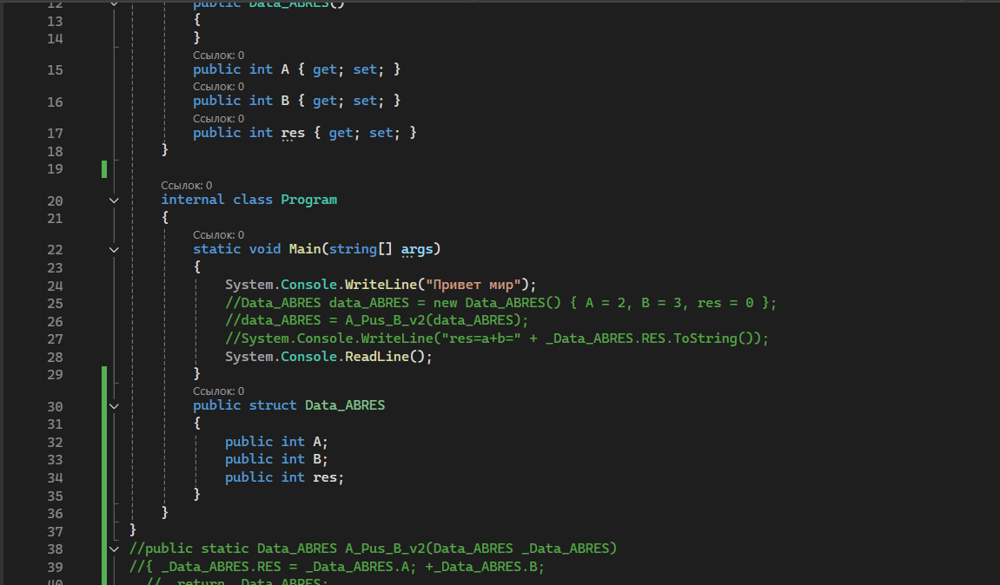 12 public Data_ABRES()
13 {
14 }
Ссылок: 0
15 public int A { get; set; }
Ссылок: 0
16 public int B { get; set; }
Ссылок: 0
17 public int res { get; set; }
18 }
19
Ссылок: 0
20 internal class Program
21 {
Ссылок: 0
22 static void Main(string[] args)
23 {
24 System.Console.WriteLine("Привет мир");
25 //Data_ABRES data_ABRES = new Data_ABRES() { A = 2, B = 3, res = 0 };
26 //data_ABRES = A_Pus_B_v2(data_ABRES);
27 //System.Console.WriteLine("res=a+b=" + _Data_ABRES.RES.ToString());
28 System.Console.ReadLine();
29 }
Ссылок: 0
30 public struct Data_ABRES
31 {
32 public int A;
33 public int B;
34 public int res;
35 }
36 }
37 }
38 //public static Data_ABRES A_Pus_B_v2(Data_ABRES _Data_ABRES)
39 //{ _Data_ABRES.RES = _Data_ABRES.A; +_Data_ABRES.B;
40 // return _Data_ABRES;